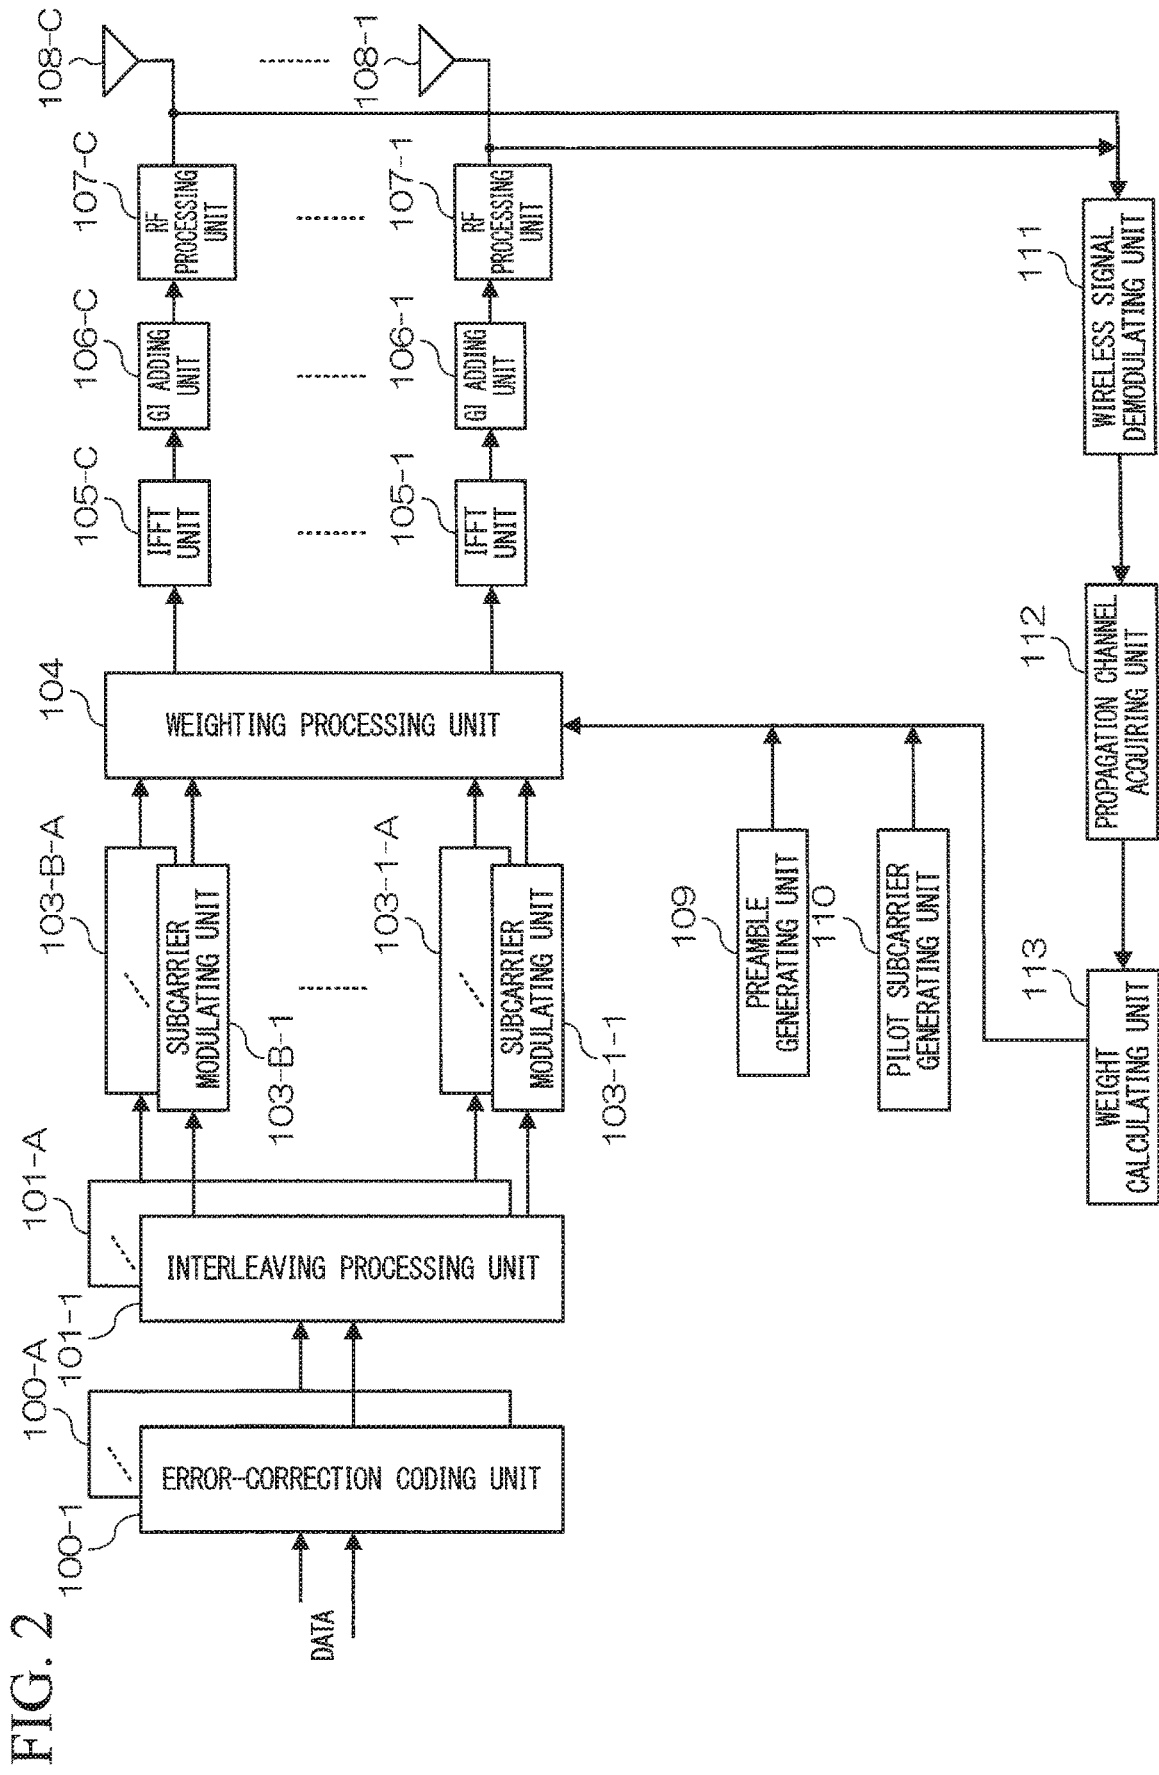 FIG. 2
108-C
108-1
107-C
RF
PROCESSING
UNIT
107-1
RF
PROCESSING
UNIT
106-C
GI ADDING
UNIT
106-1
GI ADDING
UNIT
105-C
IFFT
UNIT
105-1
IFFT
UNIT
104
WEIGHTING PROCESSING UNIT
103-B-A
SUBCARRIER
MODULATING UNIT
103-B-1
103-1-A
SUBCARRIER
MODULATING UNIT
103-1-1
101-A
101-1
INTERLEAVING PROCESSING UNIT
100-A
100-1
ERROR-CORRECTION CODING UNIT
DATA
109
PREAMBLE
GENERATING UNIT
110
PILOT SUBCARRIER
GENERATING UNIT
111
WIRELESS SIGNAL
DEMODULATING UNIT
112
PROPAGATION CHANNEL
ACQUIRING UNIT
113
WEIGHT
CALCULATING UNIT